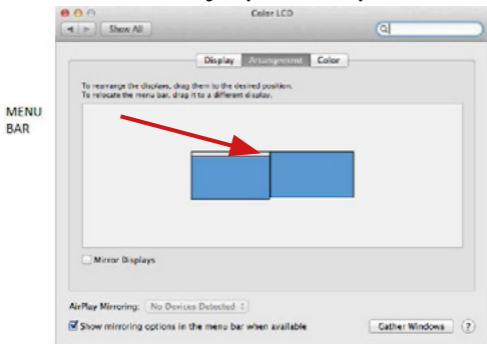 Color LCD
Show All
Display Arrangement Color
To rearrange the displays, drag them to the desired position.
To relocate the menu bar, drag it to a different display.
MENU
BAR
Mirror Displays
AirPlay Mirroring: No Devices Detected
Show mirroring options in the menu bar when available
Gather Windows ?